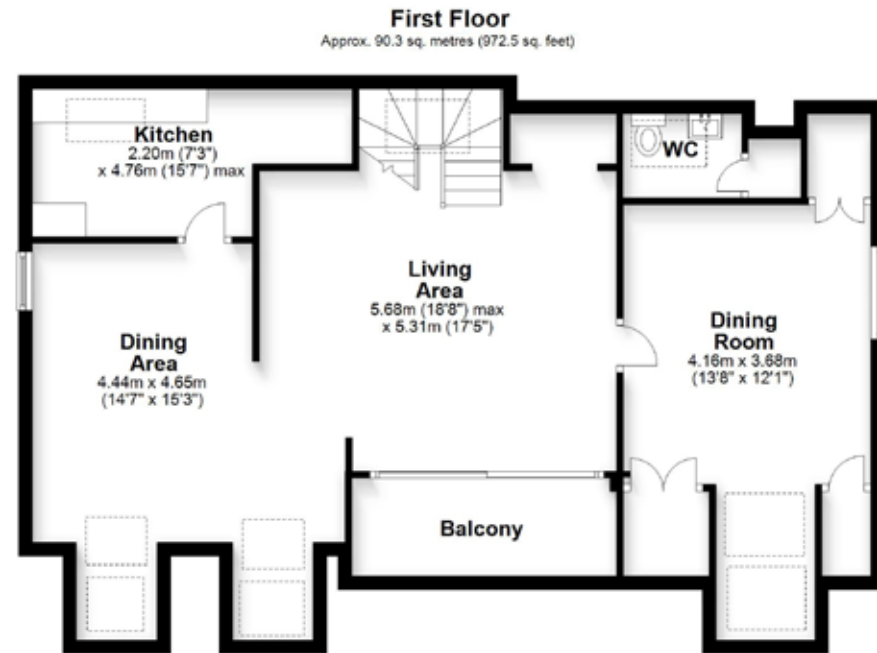 First Floor
Approx. 90.3 sq. metres (972.5 sq. feet)
Kitchen
2.20m (7'3")
x 4.76m (15'7") max
WC
Living
Area
5.68m (18'8") max
x 5.31m (17'5")
Dining
Area
4.44m x 4.65m
(14'7" x 15'3")
Dining
Room
4.16m x 3.68m
(13'8" x 12'1")
Balcony